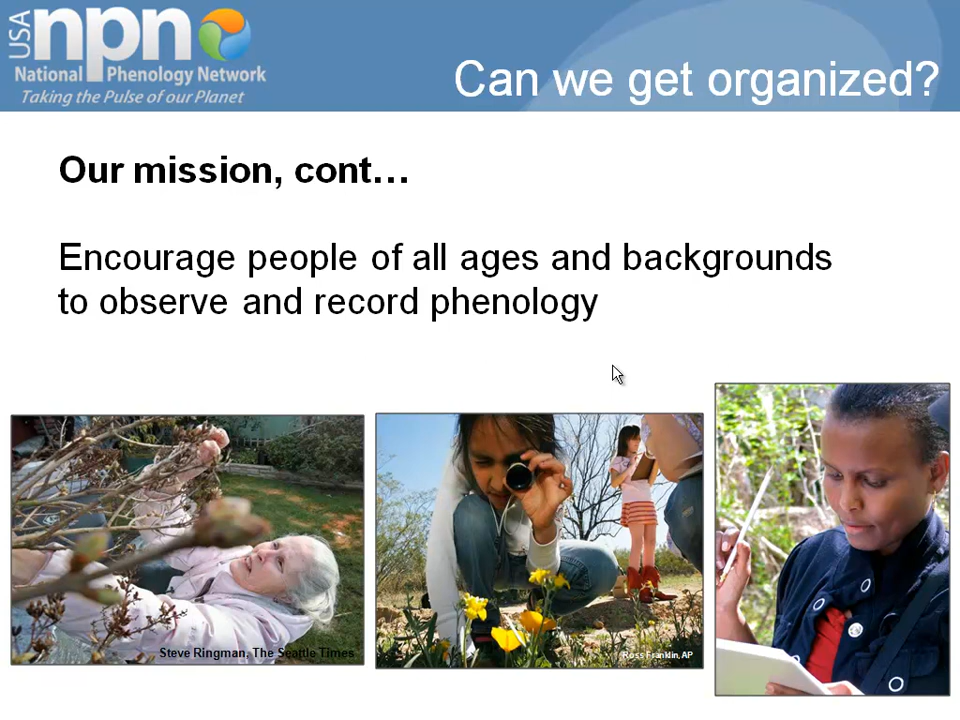 USA npn
National Phenology Network
Taking the Pulse of our Planet
Can we get organized?
Our mission, cont…
Encourage people of all ages and backgrounds
to observe and record phenology
Steve Ringman, The Seattle Times
Ross Franklin, AP